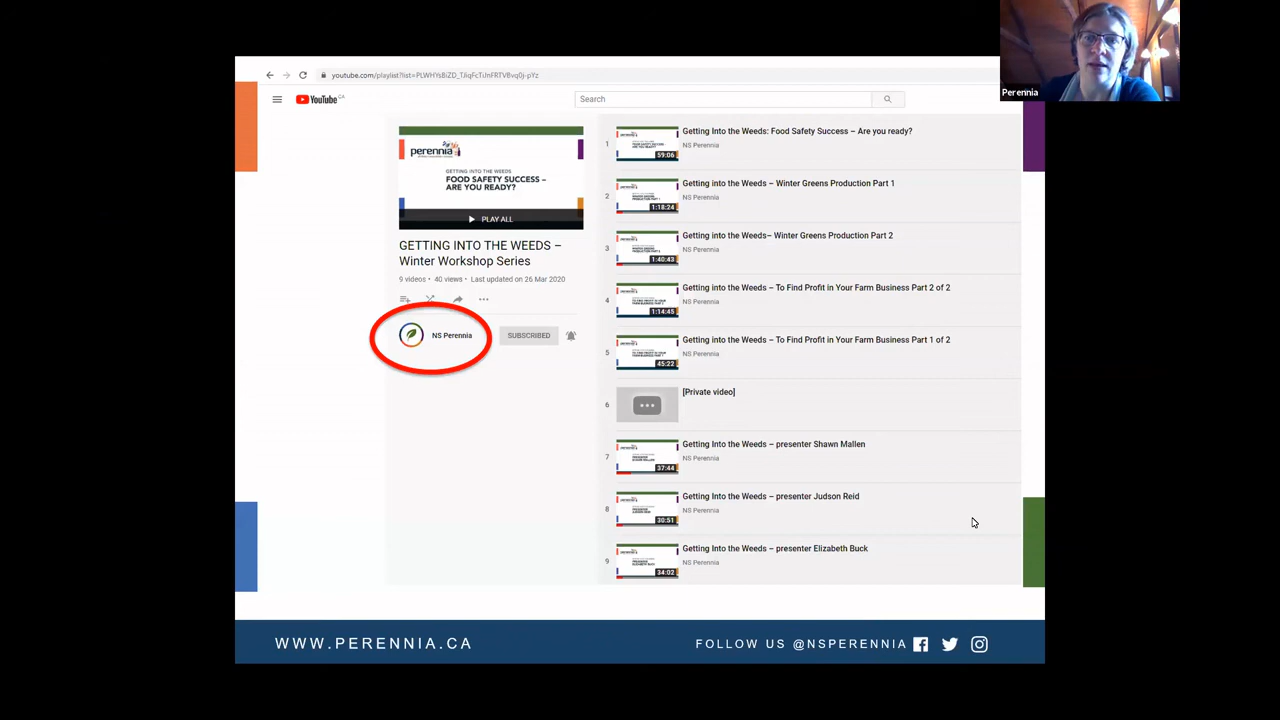 Perennia
youtube.com/playlist?list=PLWHYsBiZD_TJiqFcTiJnFRTVBvq0j-pYz
YouTube CA
Search
perennia
GETTING INTO THE WEEDS
FOOD SAFETY SUCCESS –
ARE YOU READY?
PLAY ALL
GETTING INTO THE WEEDS –
Winter Workshop Series
9 videos • 40 views • Last updated on 26 Mar 2020
NS Perennia
SUBSCRIBED
1
59:06
Getting Into the Weeds: Food Safety Success – Are you ready?
NS Perennia
2
1:18:24
Getting into the Weeds – Winter Greens Production Part 1
NS Perennia
3
1:40:43
Getting into the Weeds– Winter Greens Production Part 2
NS Perennia
4
1:14:45
Getting into the Weeds – To Find Profit in Your Farm Business Part 2 of 2
NS Perennia
5
45:22
Getting into the Weeds – To Find Profit in Your Farm Business Part 1 of 2
NS Perennia
6
[Private video]
7
37:44
Getting Into the Weeds – presenter Shawn Mallen
NS Perennia
8
30:51
Getting Into the Weeds – presenter Judson Reid
NS Perennia
9
34:02
Getting Into the Weeds – presenter Elizabeth Buck
NS Perennia
WWW.PERENNIA.CA
FOLLOW US @NSPERENNIA